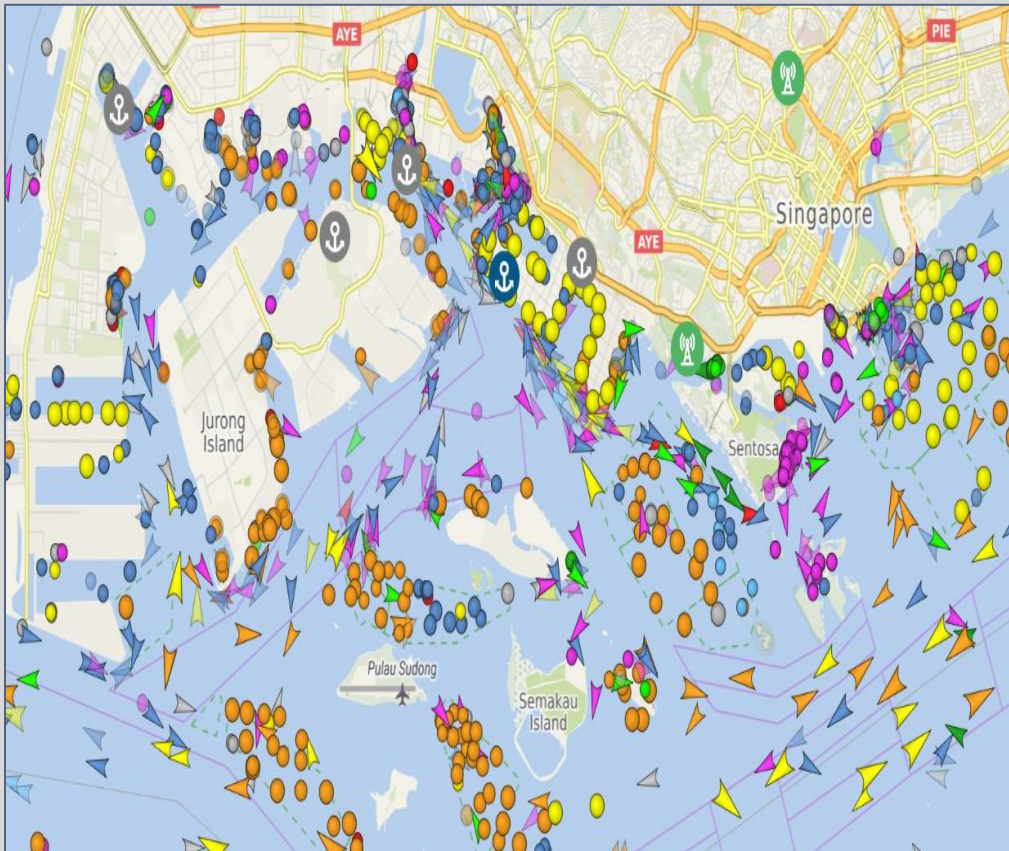 AYE
PIE
Singapore
AYE
Jurong
Island
Sentosa
Pulau Sudong
Semakau
Island